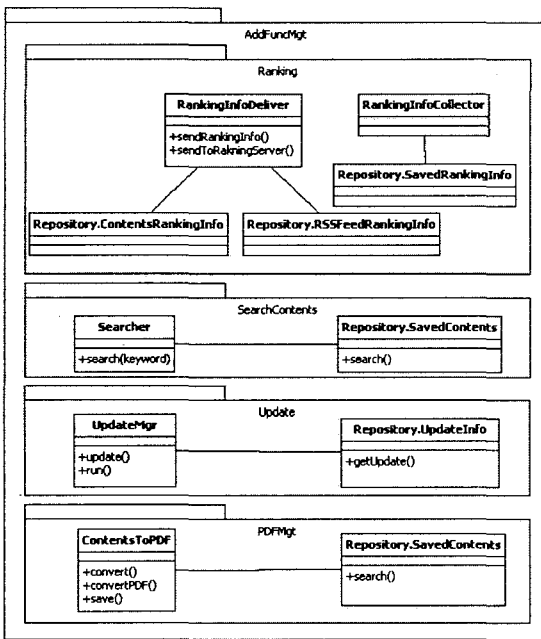 AddFuncMgt
Ranking
RankingInfoDeliver
+sendRankingInfo()
+sendToRakningServer()
RankingInfoCollector
Repository.SavedRankingInfo
Repository.ContentsRankingInfo
Repository.RSSFeedRankingInfo
SearchContents
Searcher
+search(keyword)
Repository.SavedContents
+search()
Update
UpdateMgr
+update()
+run()
Repository.UpdateInfo
+getUpdate()
PDFMgt
ContentsToPDF
+convert()
+convertPDF()
+save()
Repository.SavedContents
+search()